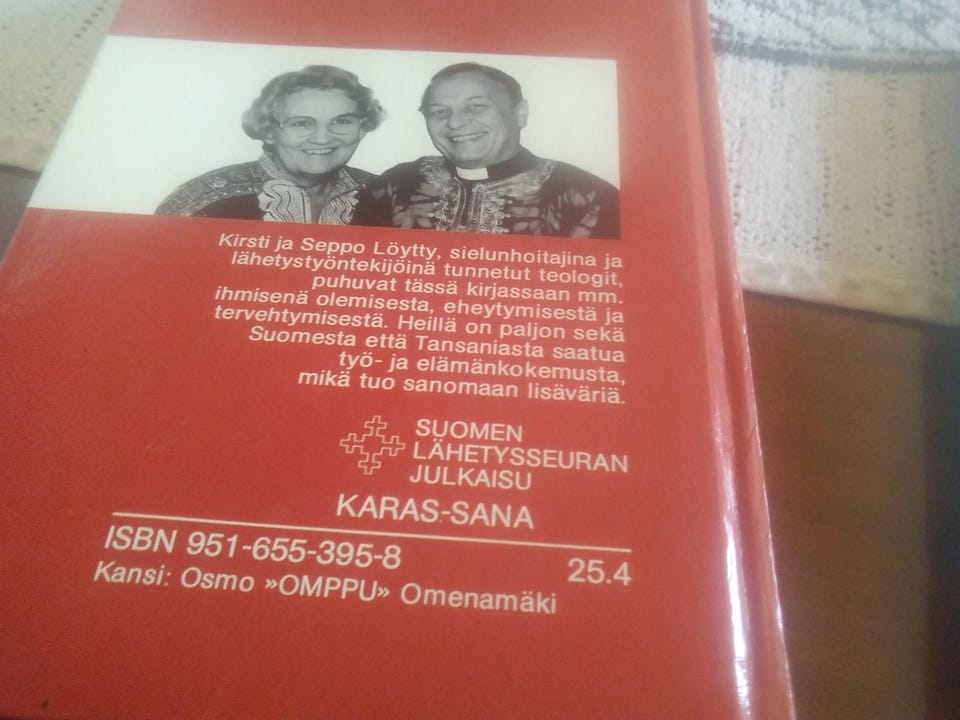 Kirsti ja Seppo Löytty, sielunhoitajina ja
lähetystyöntekijöinä tunnetut teologit,
puhuvat tässä kirjassaan mm.
ihmisenä olemisesta, eheytymisestä ja
tervehtymisestä. Heillä on paljon sekä
Suomesta että Tansaniasta saatua
työ- ja elämänkokemusta,
mikä tuo sanomaan lisäväriä.
SUOMEN
LÄHETYSSEURAN
JULKAISU
KARAS-SANA
ISBN 951-655-395-8 25.4
Kansi: Osmo »OMPPU» Omenamäki